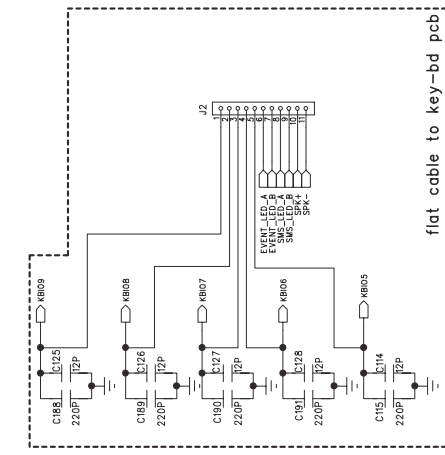 flat cable to key-bd pcb
J2
1
2
3
4
5
6
7
8
9
10
11
EVENT_LED_A
EVENT_LED_B
SMS_LED_A
SMS_LED_B
SPK+
SPK-
KBIO9
C125
12P
C188
220P
KBIO8
C126
12P
C189
220P
KBIO7
C127
12P
C190
220P
KBIO6
C128
12P
C191
220P
KBIO5
C114
12P
C115
220P